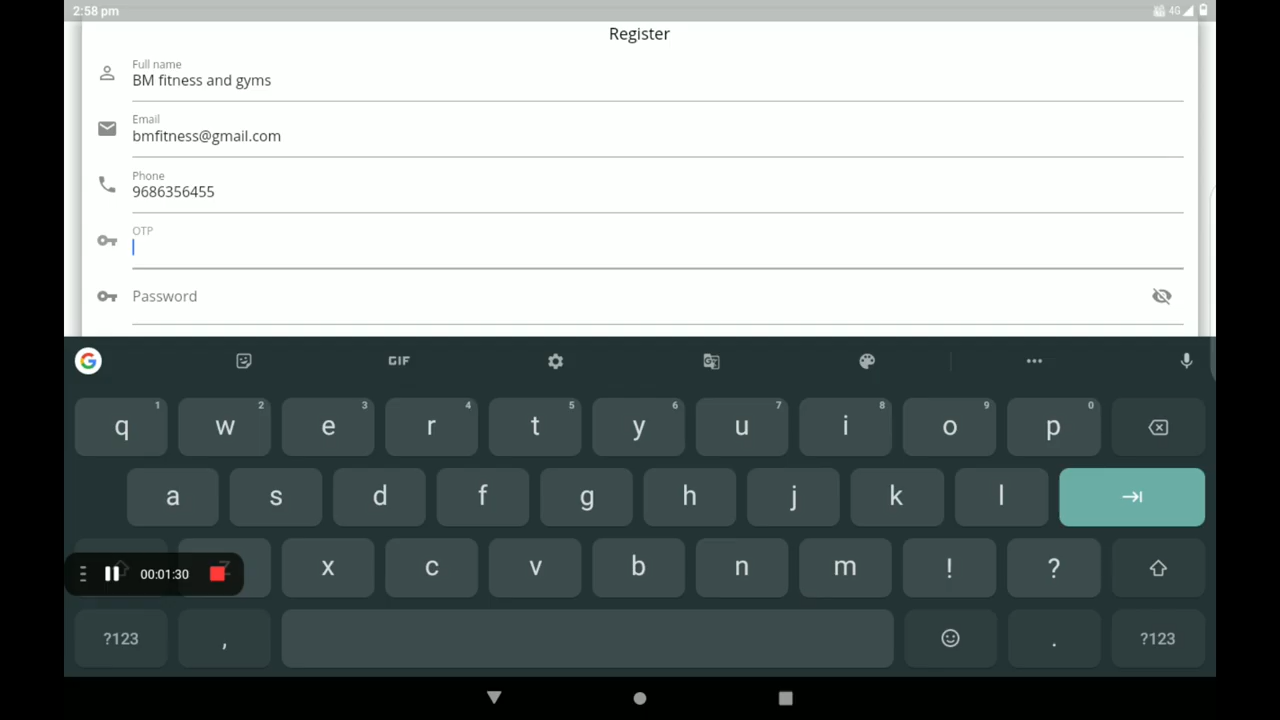 2:58 pm
4G
Register
Full name
BM fitness and gyms
Email
bmfitness@gmail.com
Phone
9686356455
OTP
Password
G
GIF
1 2 3 4 5 6 7 8 9 0
q w e r t y u i o p
a s d f g h j k l
x c v b n m ! ?
00:01:30
?123 , . ?123